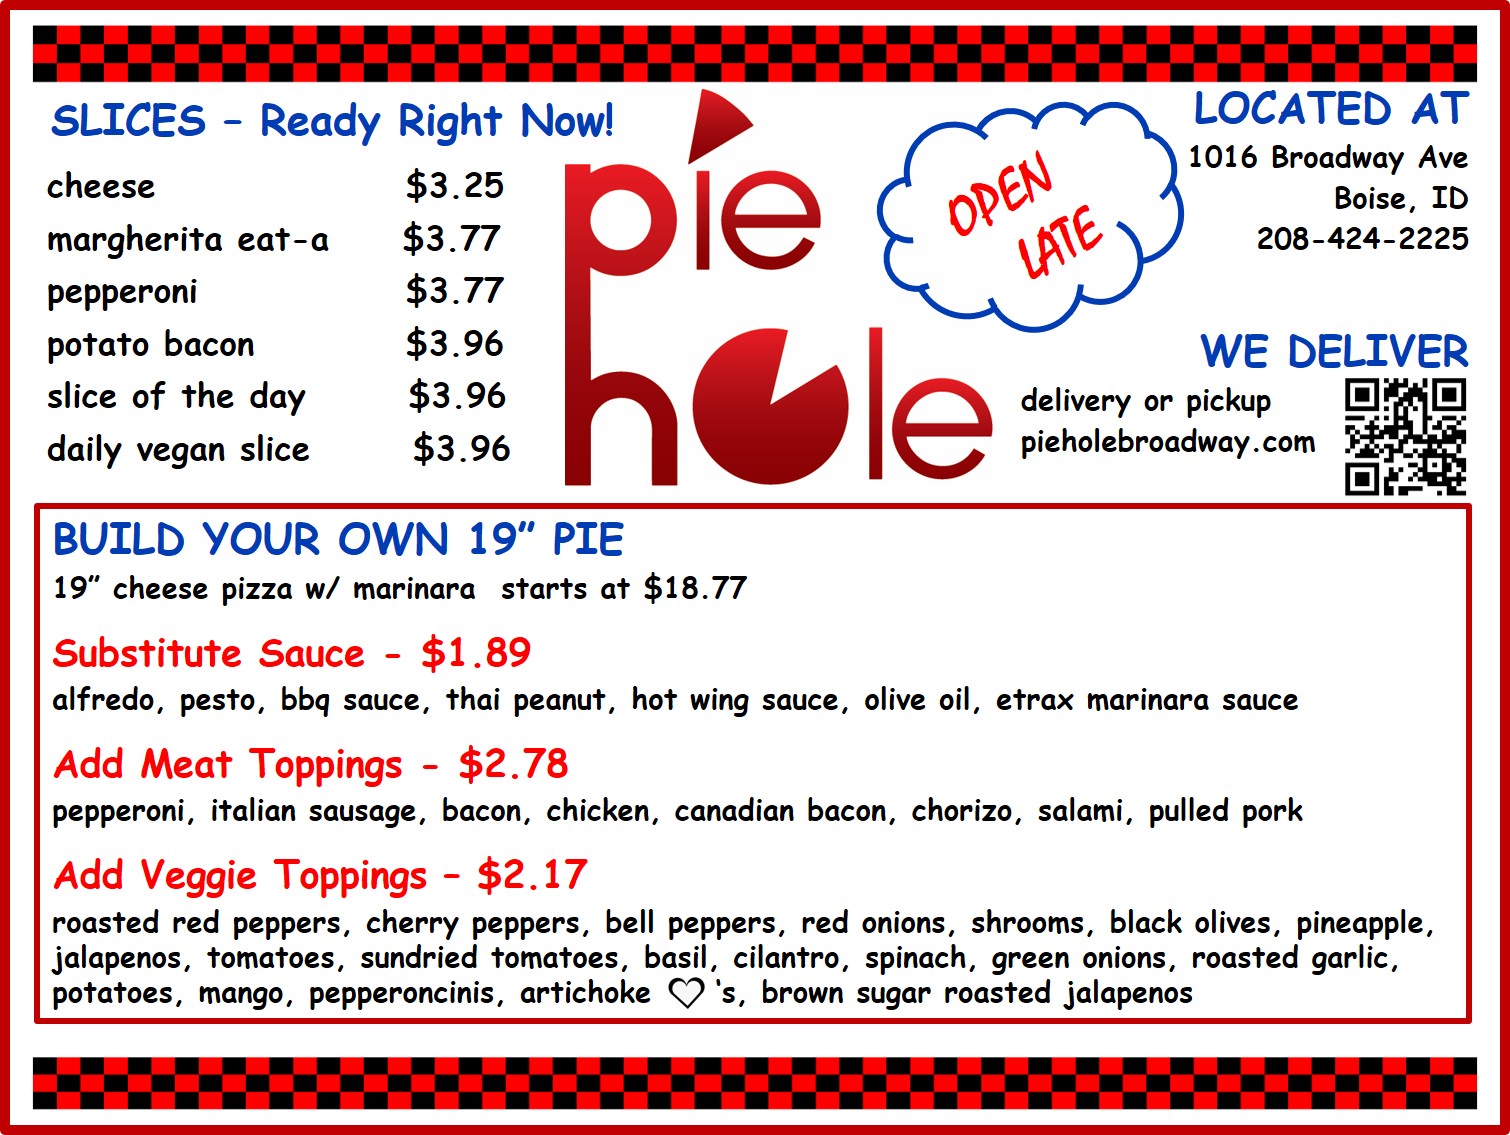 SLICES – Ready Right Now!
cheese $3.25
margherita eat-a $3.77
pepperoni $3.77
potato bacon $3.96
slice of the day $3.96
daily vegan slice $3.96
pie
hole
OPEN
LATE
LOCATED AT
1016 Broadway Ave
Boise, ID
208-424-2225
WE DELIVER
delivery or pickup
pieholebroadway.com
BUILD YOUR OWN 19” PIE
19” cheese pizza w/ marinara starts at $18.77
Substitute Sauce - $1.89
alfredo, pesto, bbq sauce, thai peanut, hot wing sauce, olive oil, etrax marinara sauce
Add Meat Toppings - $2.78
pepperoni, italian sausage, bacon, chicken, canadian bacon, chorizo, salami, pulled pork
Add Veggie Toppings – $2.17
roasted red peppers, cherry peppers, bell peppers, red onions, shrooms, black olives, pineapple,
jalapenos, tomatoes, sundried tomatoes, basil, cilantro, spinach, green onions, roasted garlic,
potatoes, mango, pepperoncinis, artichoke ♡ ‘s, brown sugar roasted jalapenos